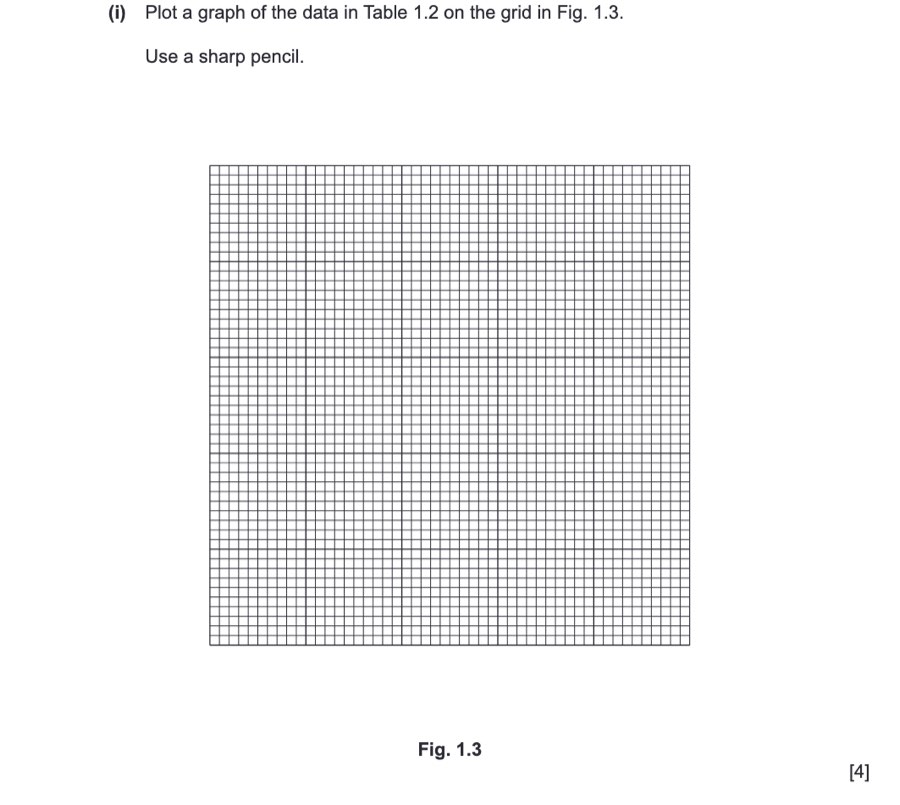 (i) Plot a graph of the data in Table 1.2 on the grid in Fig. 1.3.
Use a sharp pencil.
Fig. 1.3
[4]